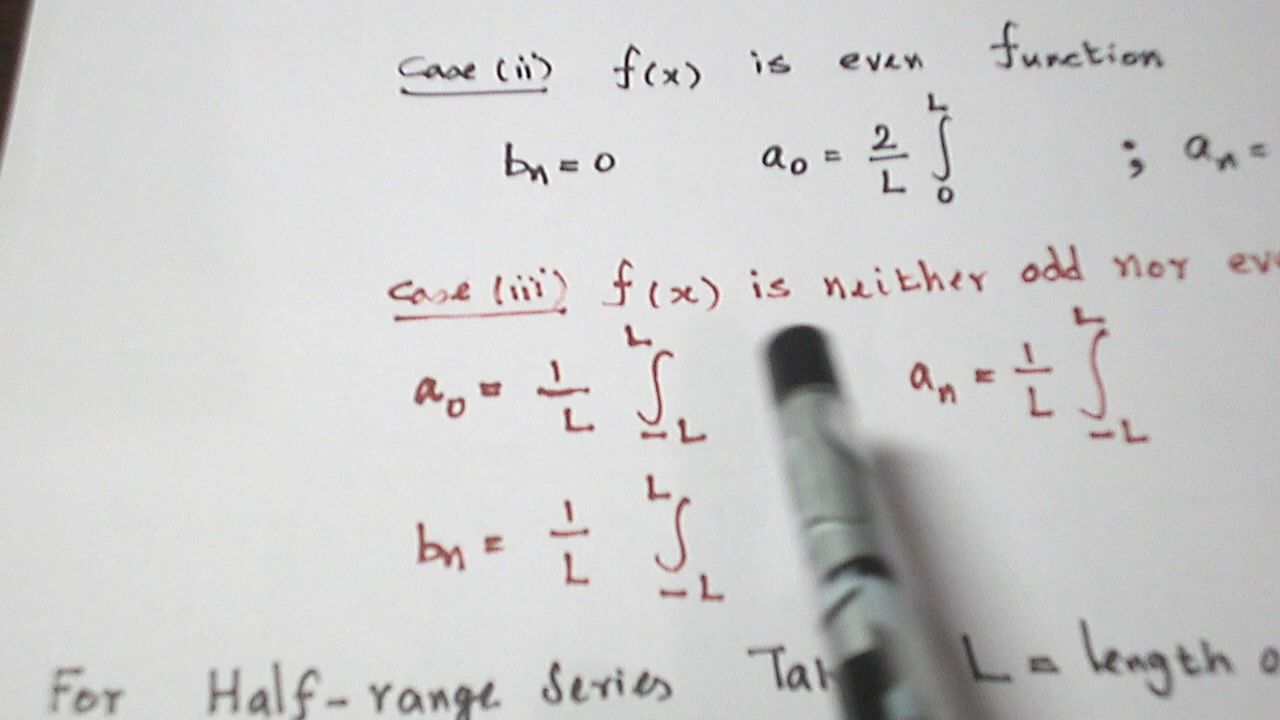 Case (ii) f(x) is even function
bn = 0 a0 = 2/L ∫_0^L ; an =
Case (iii) f(x) is neither odd nor eve
a0 = 1/L ∫_-L^L an = 1/L ∫_-L^L
bn = 1/L ∫_-L^L
For Half-range Series L = length